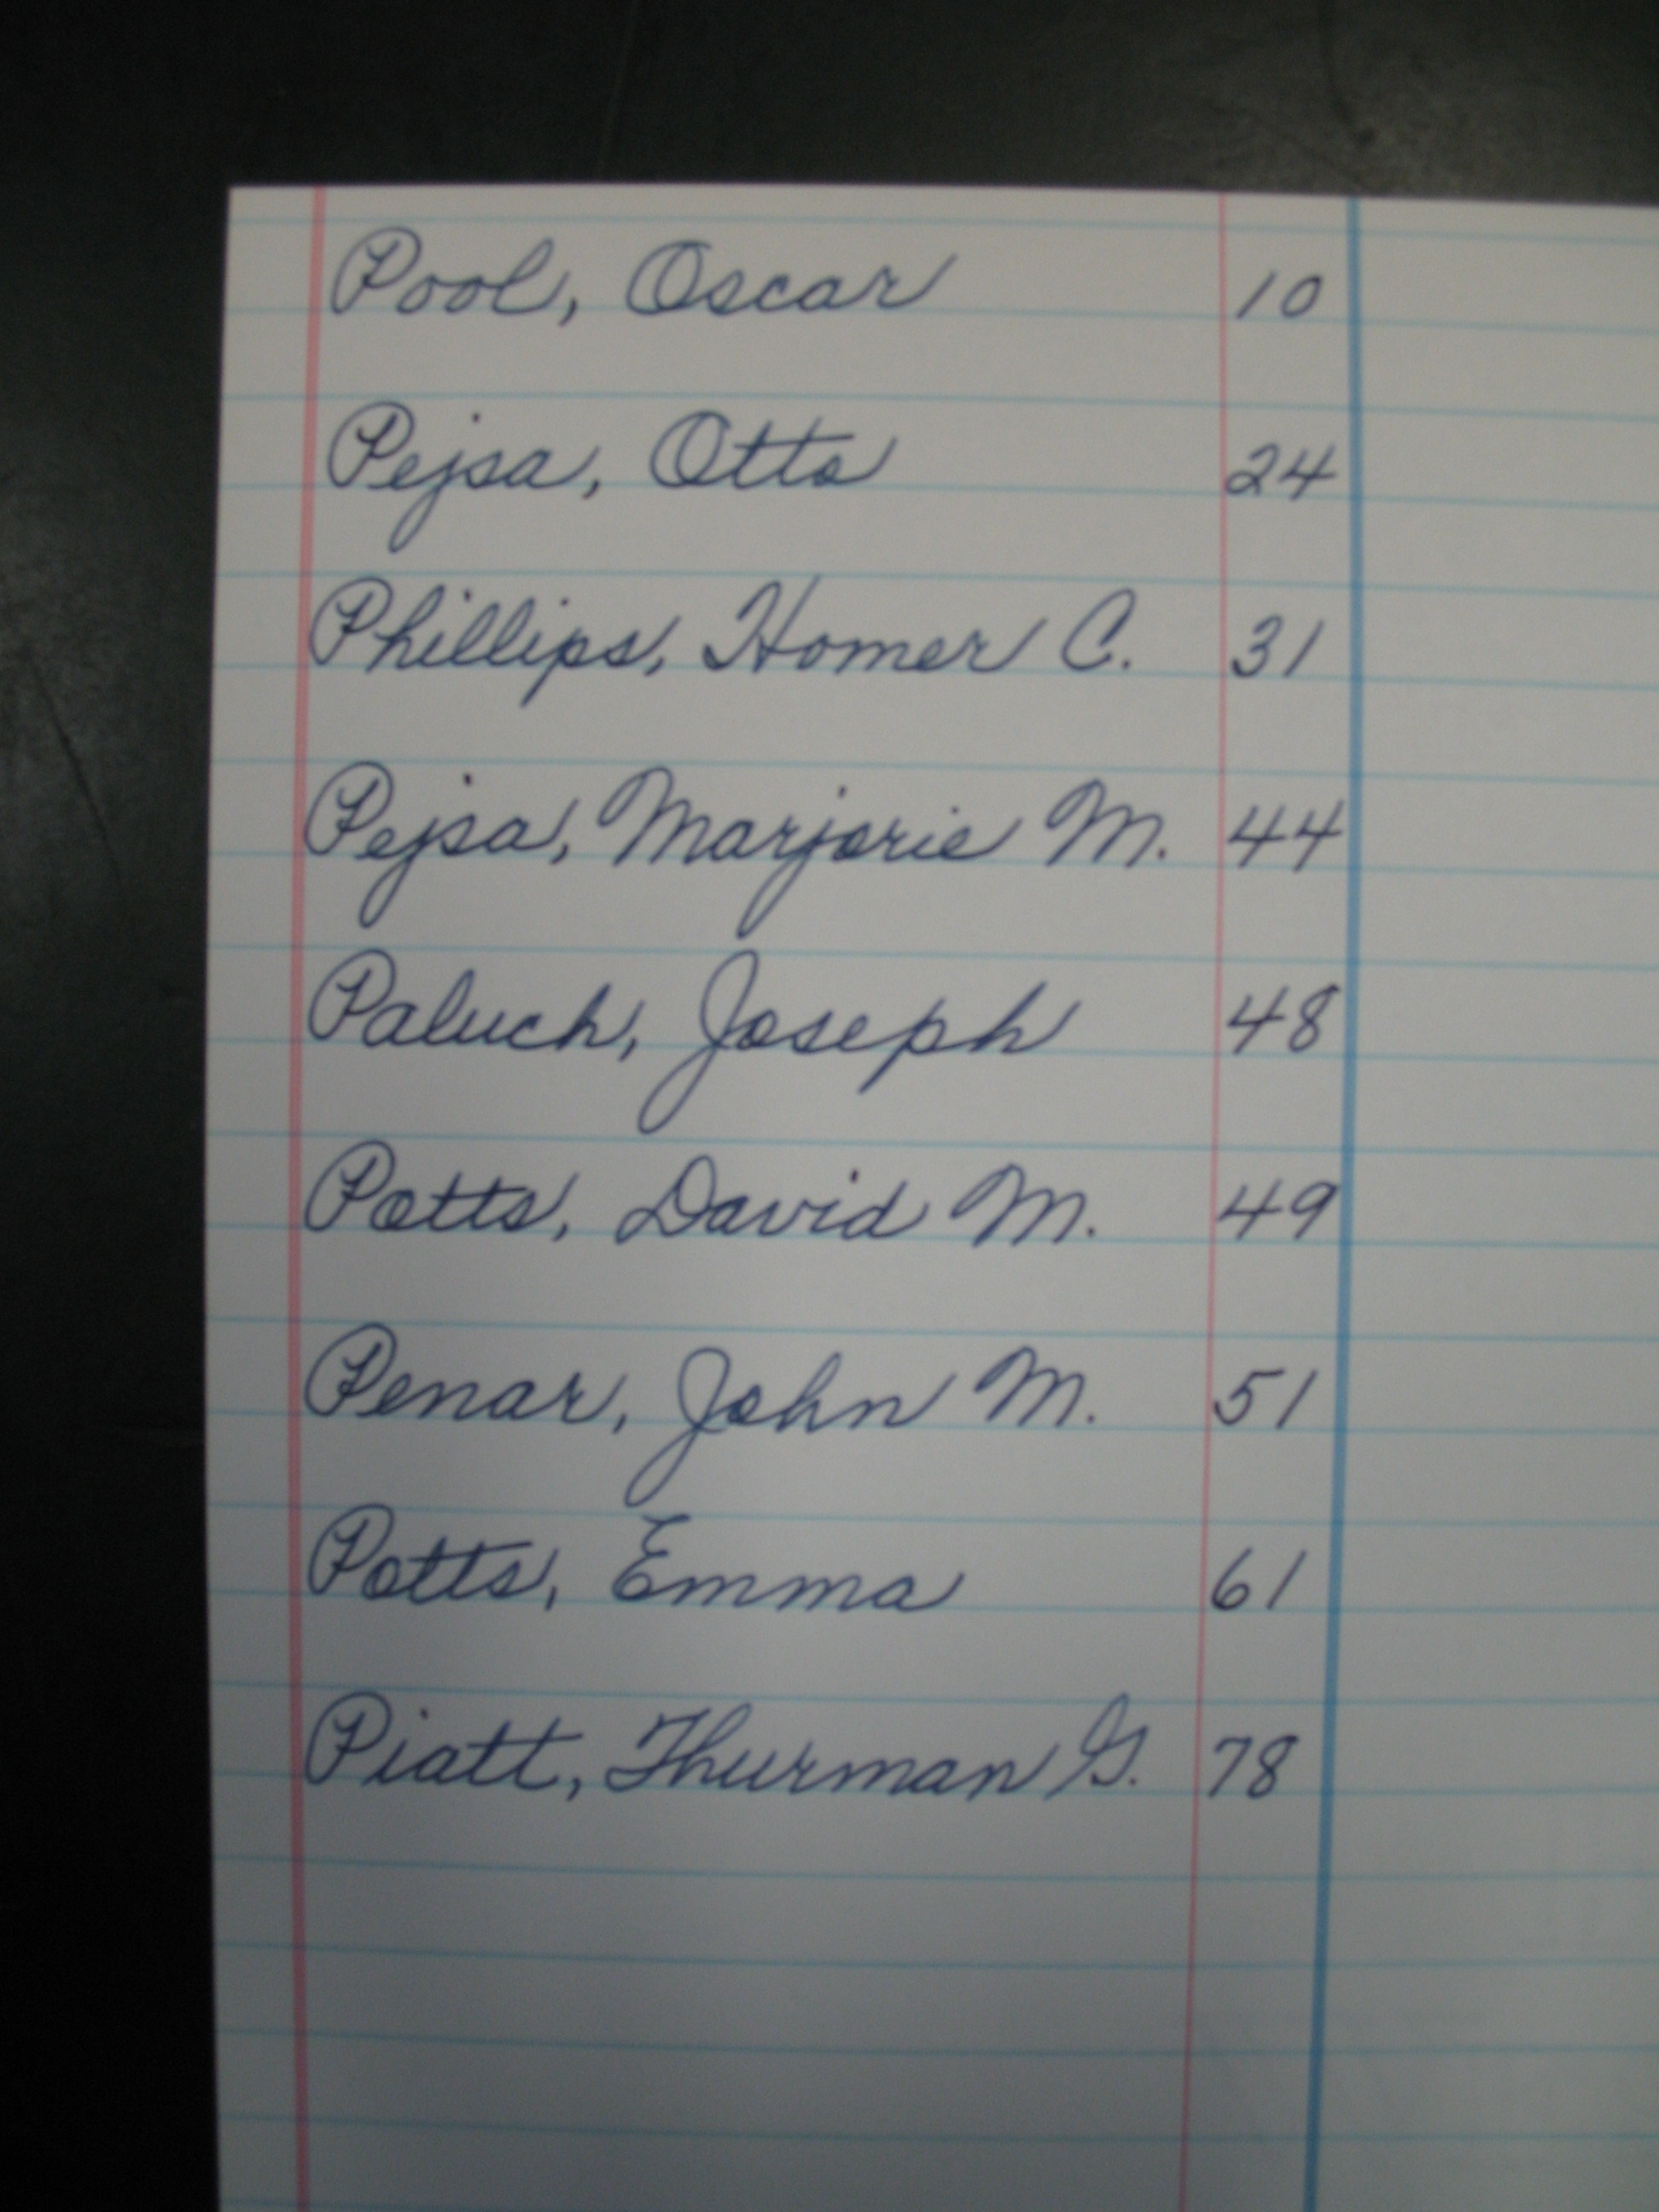 Pool, Oscar 10
Pejsa, Otto 24
Phillips, Homer C. 31
Pejsa, Marjorie M. 44
Paluch, Joseph 48
Potts, David M. 49
Penar, John M. 51
Potts, Emma 61
Piatt, Thurman G. 78